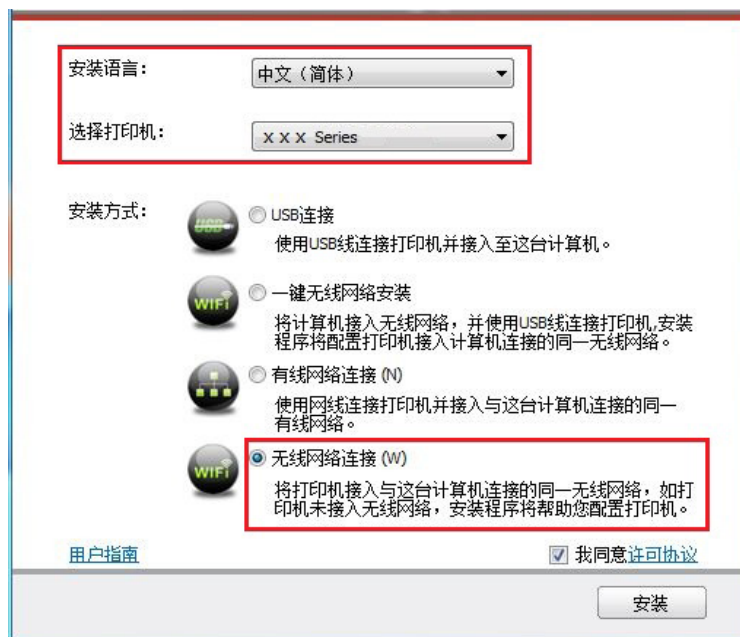 安装语言：
中文（简体）
选择打印机：
X X X Series
安装方式：
USB
USB连接
使用USB线连接打印机并接入至这台计算机。
WiFi
一键无线网络安装
将计算机接入无线网络，并使用USB线连接打印机,安装
程序将配置打印机接入计算机连接的同一无线网络。
有线网络连接 (N)
使用网线连接打印机并接入与这台计算机连接的同一
有线网络。
WiFi
无线网络连接 (W)
将打印机接入与这台计算机连接的同一无线网络，如打
印机未接入无线网络，安装程序将帮助您配置打印机。
用户指南
我同意许可协议
安装